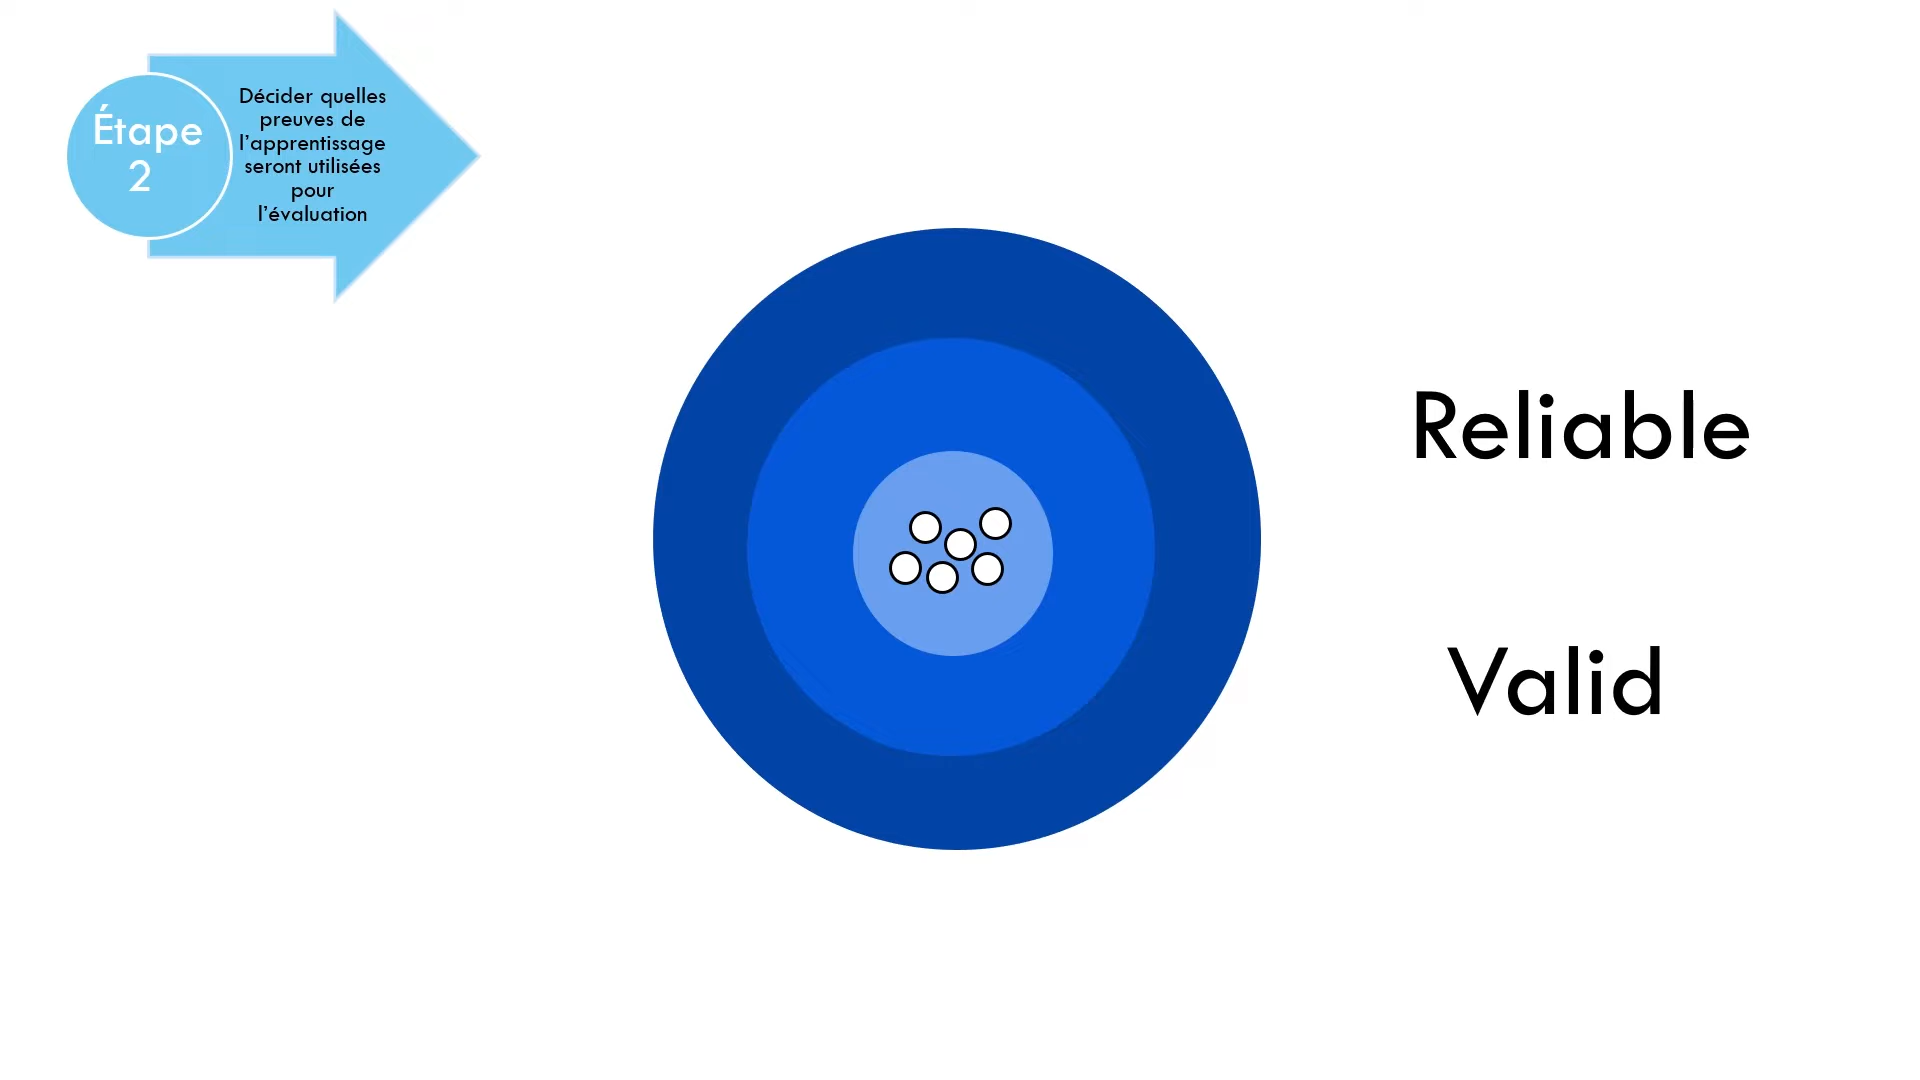 Étape
2
Décider quelles
preuves de
l’apprentissage
seront utilisées
pour
l’évaluation
Reliable
Valid